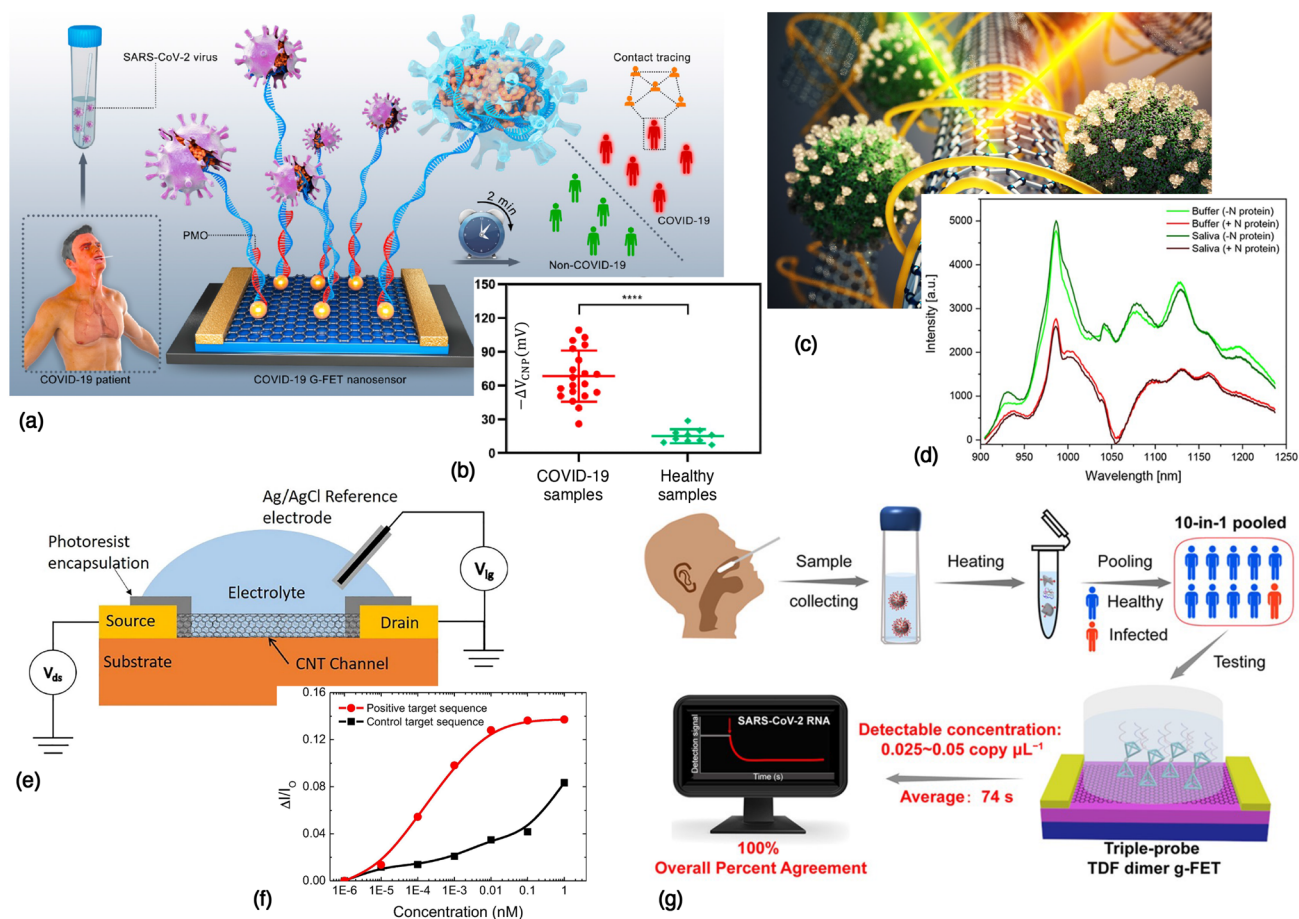 SARS-CoV-2 virus
Contact tracing
PMO
2 min
COVID-19
Non-COVID-19
COVID-19 patient
COVID-19 G-FET nanosensor
(a)
150
120
90
60
30
0
−ΔV_CNP (mV)
****
COVID-19
samples
Healthy
samples
(b)
(c)
Buffer (-N protein)
Buffer (+ N protein)
Saliva (-N protein)
Saliva (+ N protein)
5000
4000
3000
2000
1500
1000
500
0
Intensity [a.u.]
900 950 1000 1050 1100 1150 1200 1250
Wavelength [nm]
(d)
Ag/AgCl Reference
electrode
Photoresist
encapsulation
Electrolyte
Source
Drain
Substrate
CNT Channel
Vlg
Vds
(e)
Positive target sequence
Control target sequence
0.16
0.12
0.08
0.04
0.00
ΔI/I0
1E-6 1E-5 1E-4 1E-3 0.01 0.1 1
Concentration (nM)
(f)
Sample
collecting
Heating
Pooling
Healthy
Infected
10-in-1 pooled
Testing
Detection signal
SARS-CoV-2 RNA
Time (s)
Detectable concentration:
0.025~0.05 copy μL⁻¹
Average: 74 s
100%
Overall Percent Agreement
Triple-probe
TDF dimer g-FET
(g)